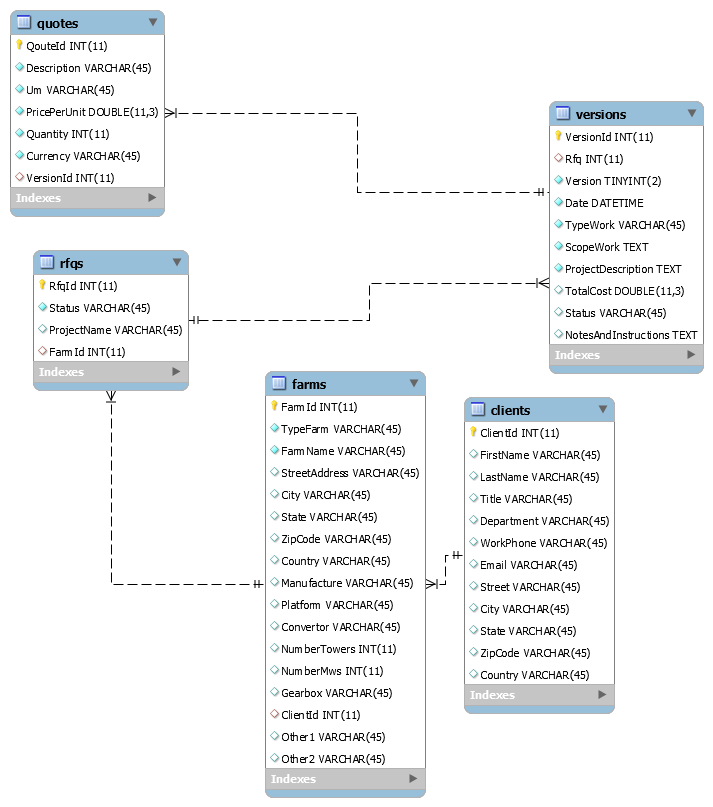 quotes
QouteId INT(11)
Description VARCHAR(45)
Um VARCHAR(45)
PricePerUnit DOUBLE(11,3)
Quantity INT(11)
Currency VARCHAR(45)
VersionId INT(11)
Indexes
versions
VersionId INT(11)
Rfq INT(11)
Version TINYINT(2)
Date DATETIME
TypeWork VARCHAR(45)
ScopeWork TEXT
ProjectDescription TEXT
TotalCost DOUBLE(11,3)
Status VARCHAR(45)
NotesAndInstructions TEXT
Indexes
rfqs
RfqId INT(11)
Status VARCHAR(45)
ProjectName VARCHAR(45)
FarmId INT(11)
Indexes
farms
FarmId INT(11)
TypeFarm VARCHAR(45)
FarmName VARCHAR(45)
StreetAddress VARCHAR(45)
City VARCHAR(45)
State VARCHAR(45)
ZipCode VARCHAR(45)
Country VARCHAR(45)
Manufacture VARCHAR(45)
Platform VARCHAR(45)
Convertor VARCHAR(45)
NumberTowers INT(11)
NumberMws INT(11)
Gearbox VARCHAR(45)
ClientId INT(11)
Other1 VARCHAR(45)
Other2 VARCHAR(45)
Indexes
clients
ClientId INT(11)
FirstName VARCHAR(45)
LastName VARCHAR(45)
Title VARCHAR(45)
Department VARCHAR(45)
WorkPhone VARCHAR(45)
Email VARCHAR(45)
Street VARCHAR(45)
City VARCHAR(45)
State VARCHAR(45)
ZipCode VARCHAR(45)
Country VARCHAR(45)
Indexes